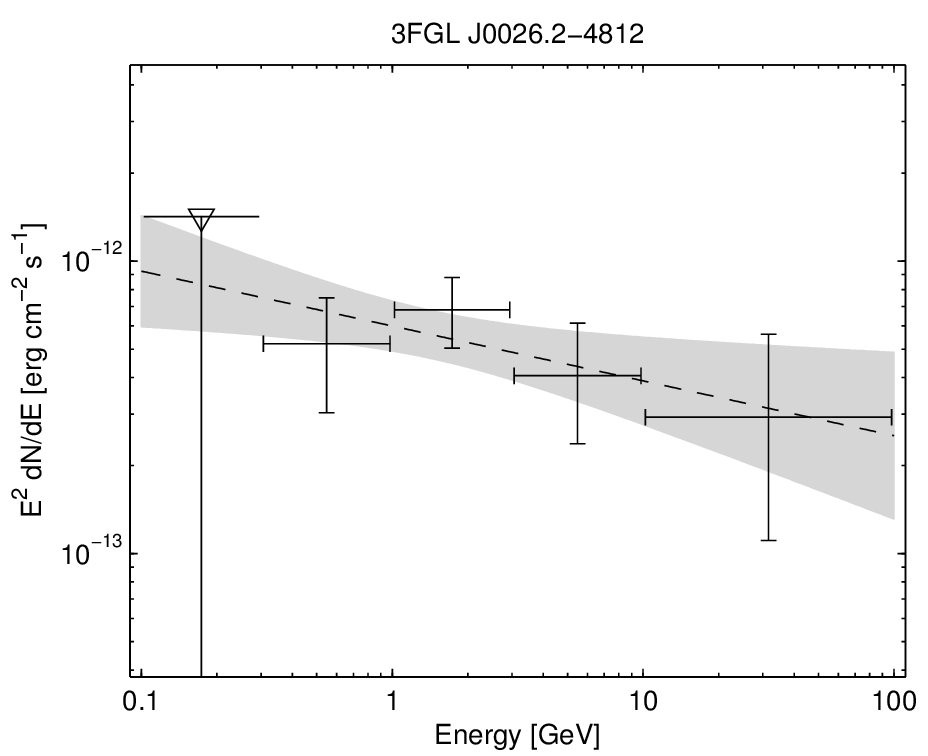 3FGL J0026.2−4812
E² dN/dE [erg cm⁻² s⁻¹]
10⁻¹²
10⁻¹³
0.1 1 10 100
Energy [GeV]